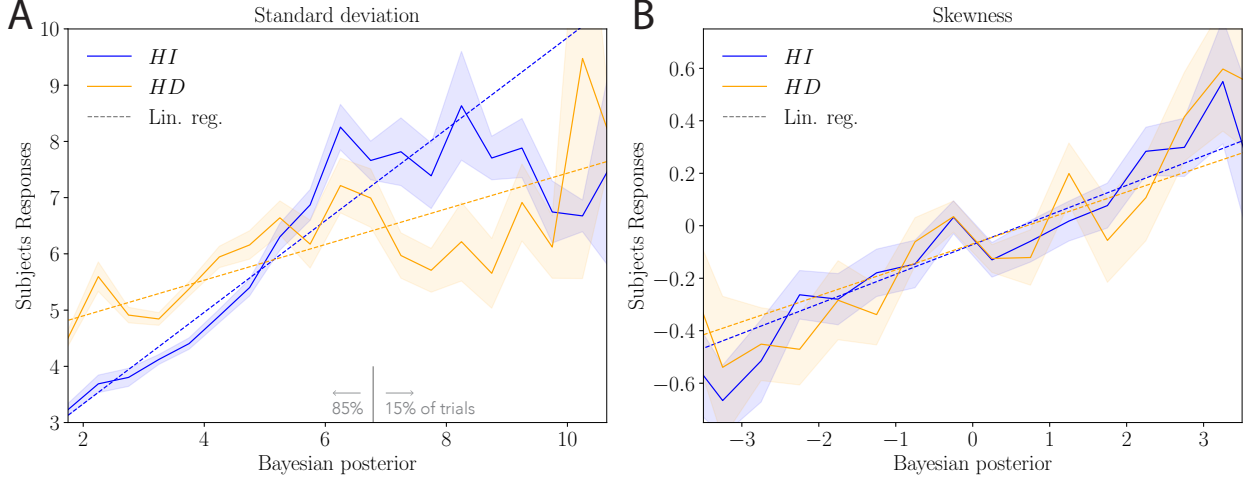 A
Standard deviation
HI
HD
Lin. reg.
10
9
8
7
6
5
4
3
Subjects Responses
85%
15% of trials
2
4
6
8
10
Bayesian posterior
B
Skewness
HI
HD
Lin. reg.
0.6
0.4
0.2
0
−0.2
−0.4
−0.6
Subjects Responses
−3
−2
−1
0
1
2
3
Bayesian posterior